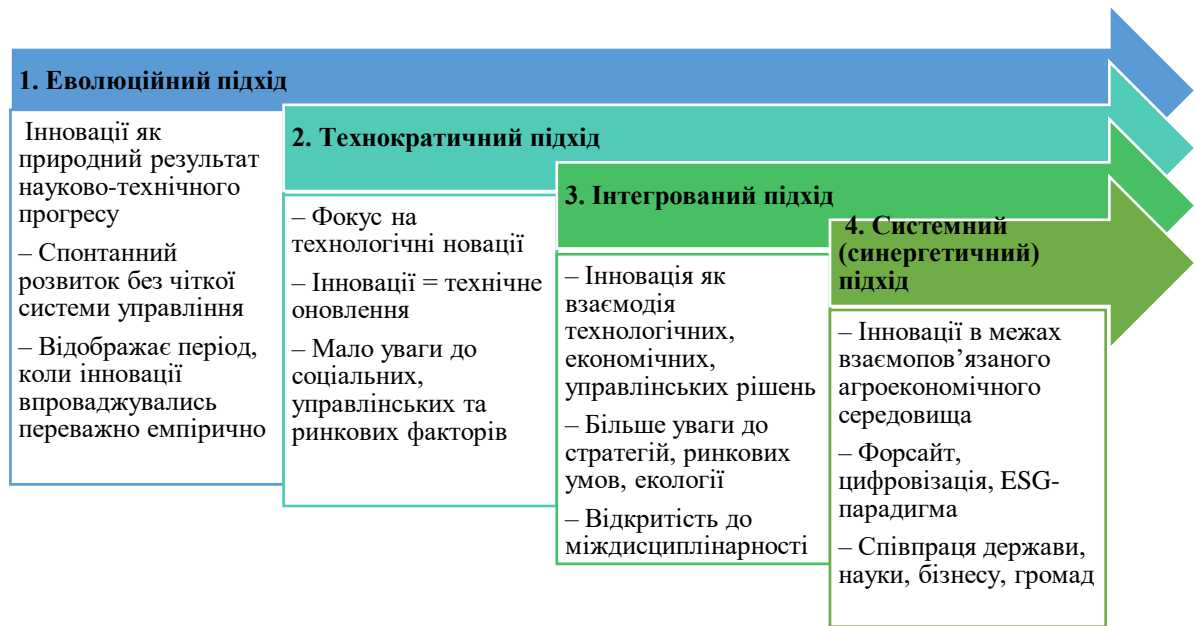 1. Еволюційний підхід
Інновації як
природний результат
науково-технічного
прогресу
– Спонтанний
розвиток без чіткої
системи управління
– Відображає період,
коли інновації
впроваджувались
переважно емпірично
2. Технократичний підхід
– Фокус на
технологічні новації
– Інновації = технічне
оновлення
– Мало уваги до
соціальних,
управлінських та
ринкових факторів
3. Інтегрований підхід
– Інновація як
взаємодія
технологічних,
економічних,
управлінських рішень
– Більше уваги до
стратегій, ринкових
умов, екології
– Відкритість до
міждисциплінарності
4. Системний
(синергетичний)
підхід
– Інновації в межах
взаємопов’язаного
агроекономічного
середовища
– Форсайт,
цифровізація, ESG-
парадигма
– Співпраця держави,
науки, бізнесу, громад